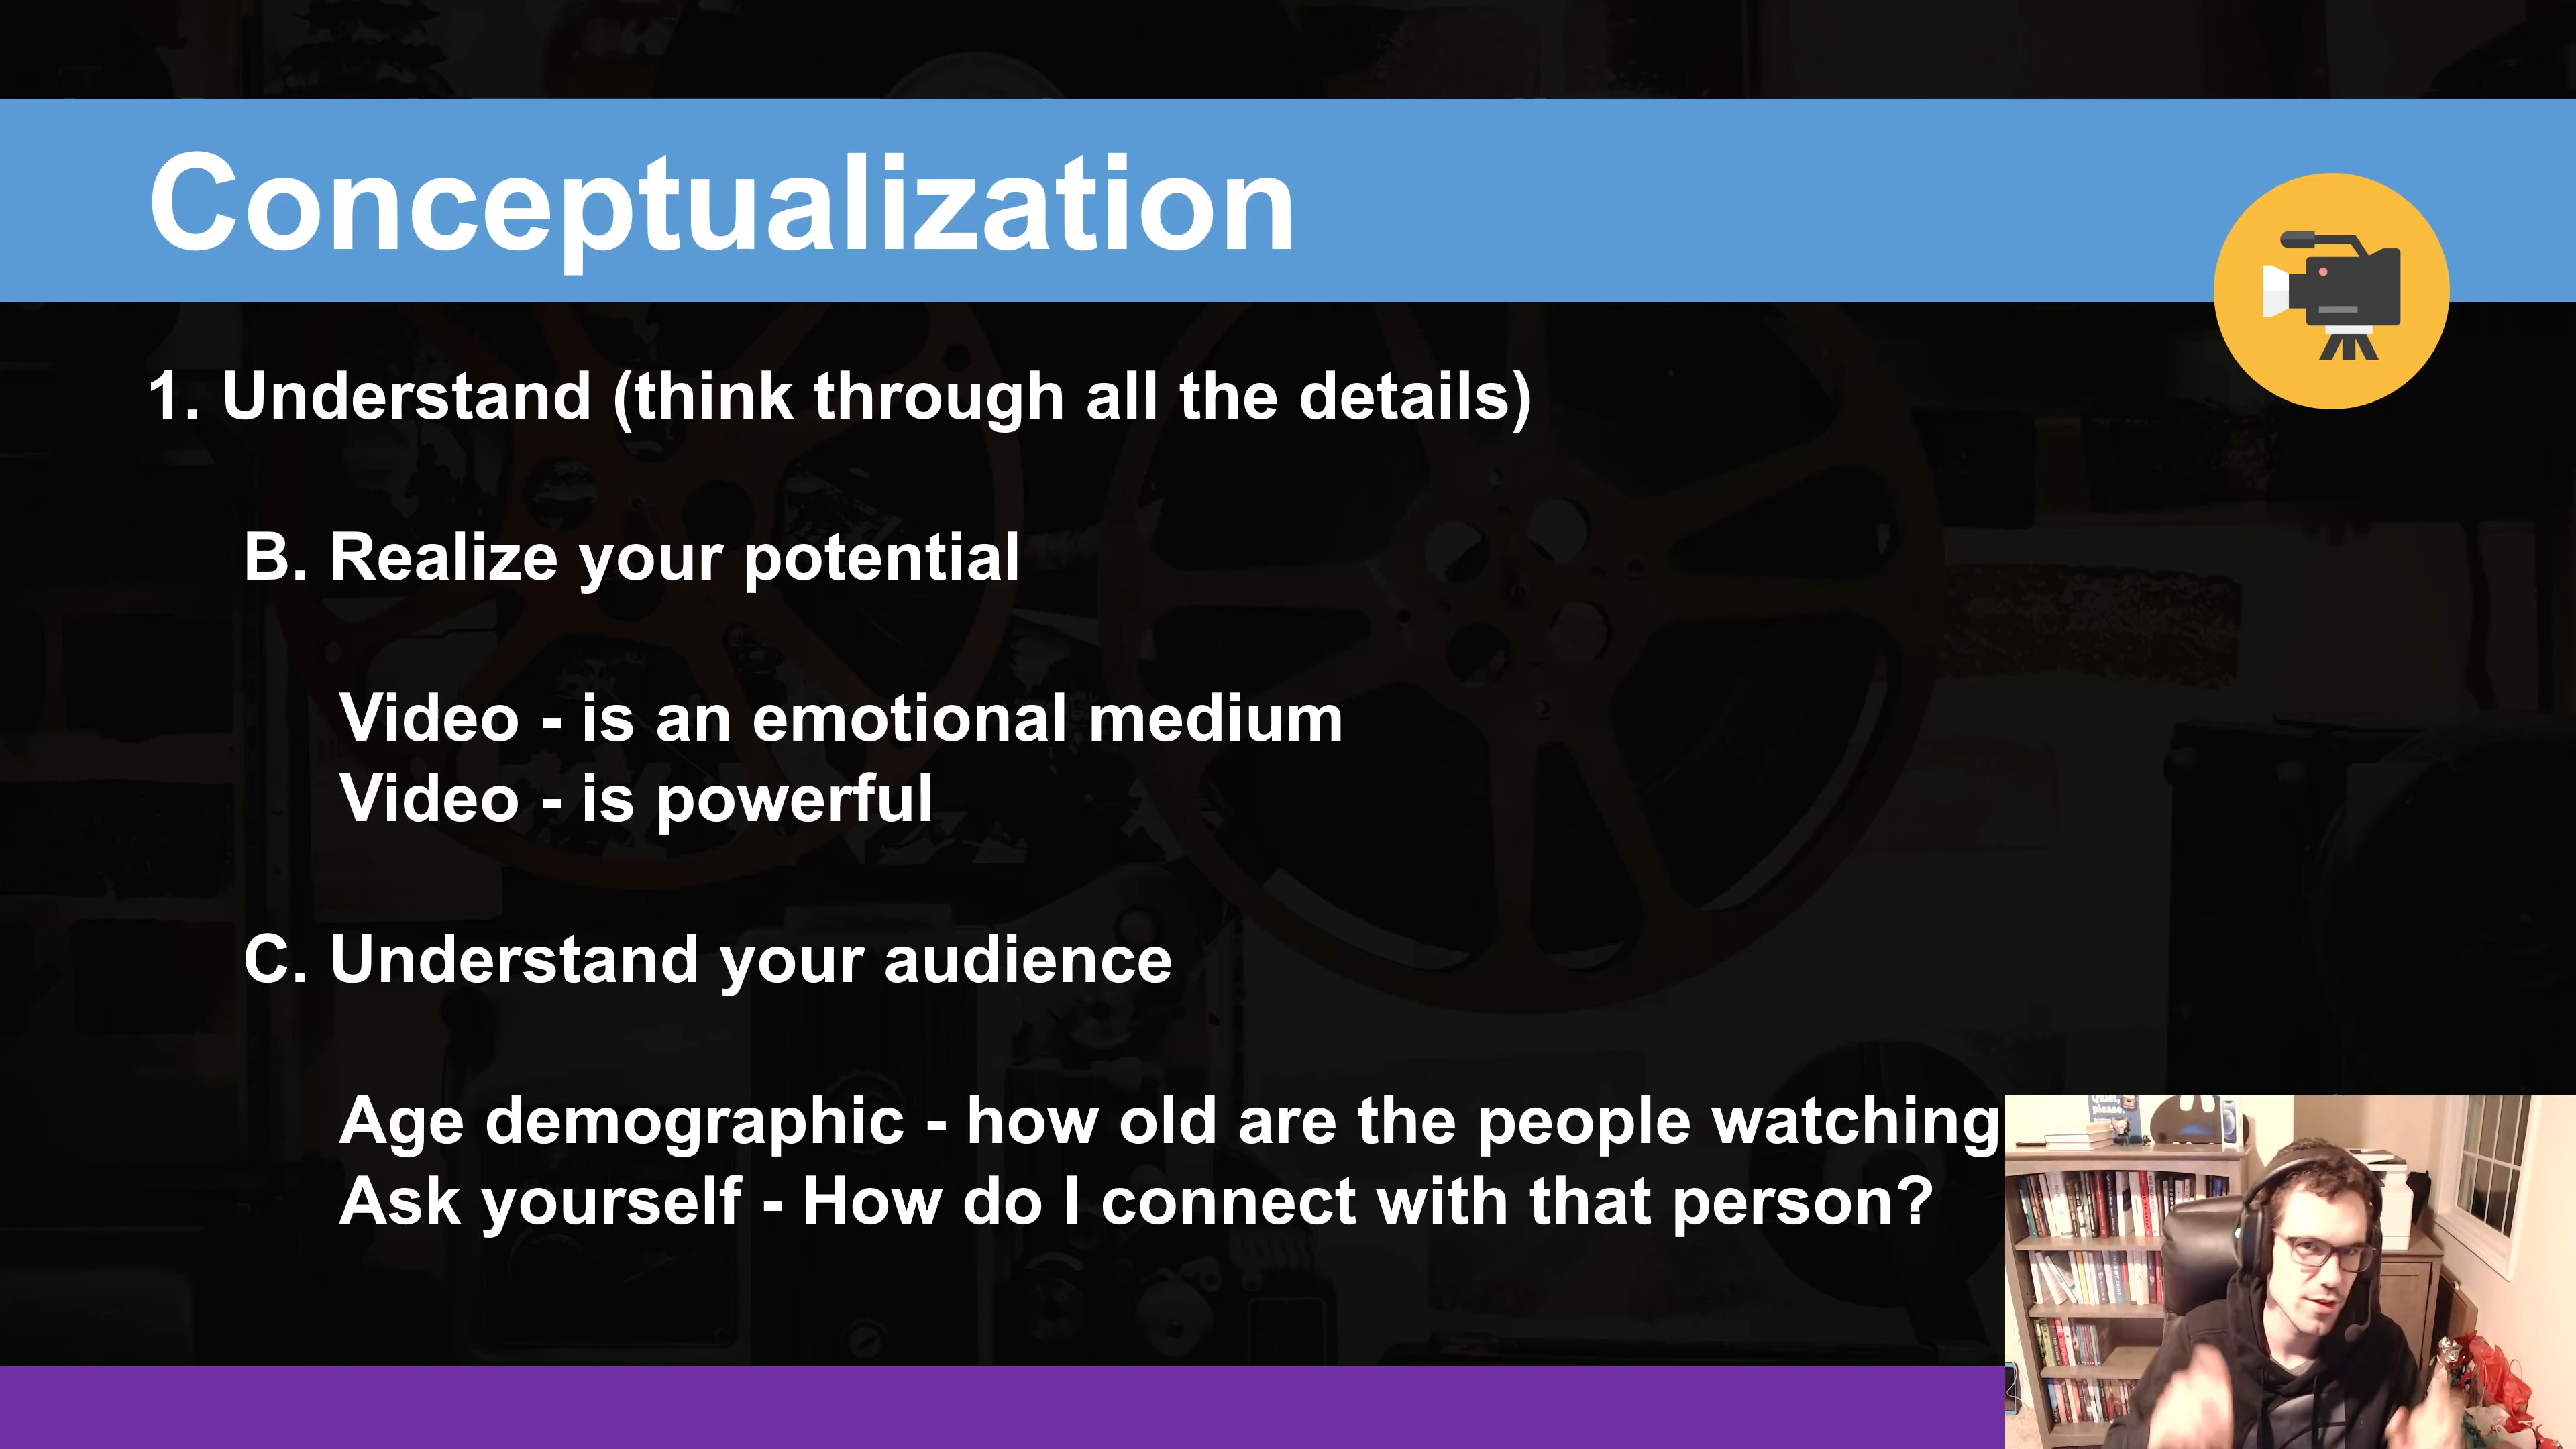 Conceptualization
1. Understand (think through all the details)
B. Realize your potential
Video - is an emotional medium
Video - is powerful
C. Understand your audience
Age demographic - how old are the people watching
Ask yourself - How do I connect with that person?
Quiet,
please.